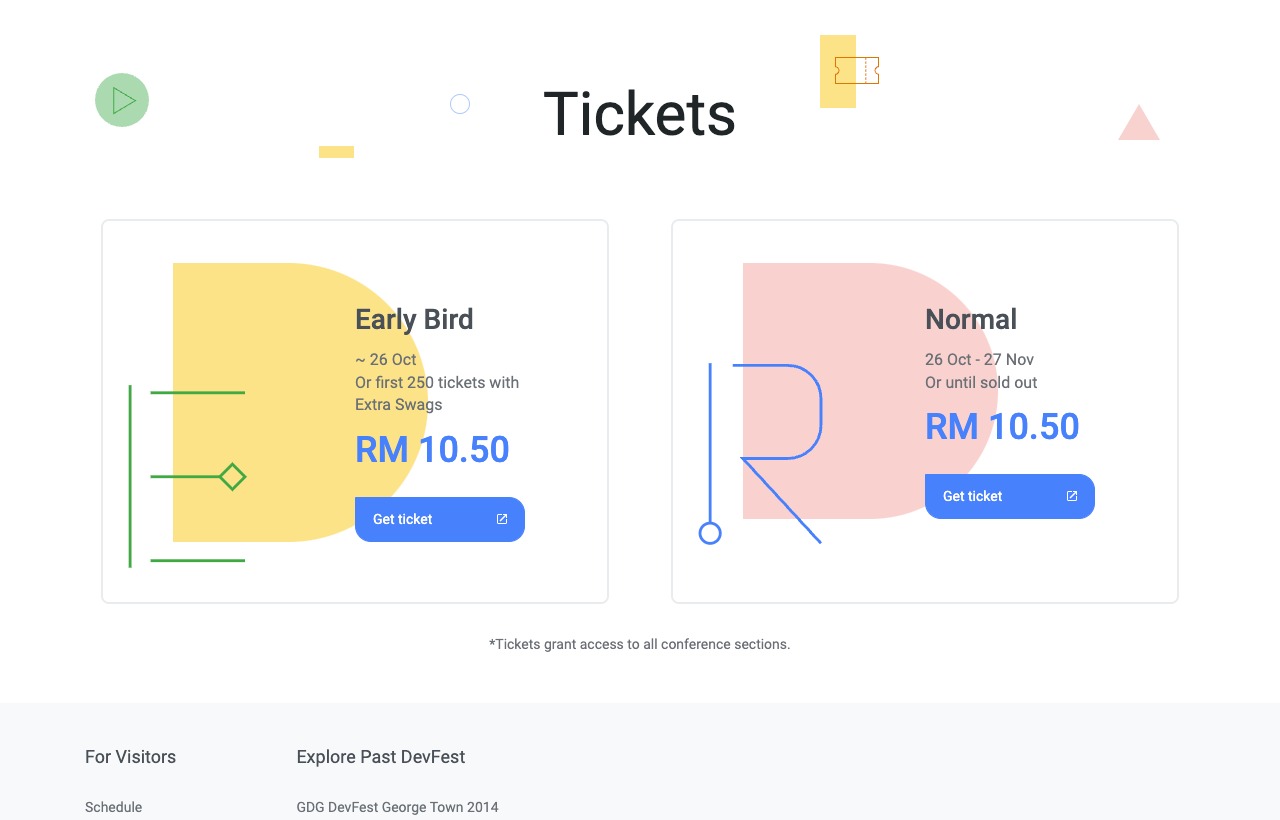 Tickets
Early Bird
~ 26 Oct
Or first 250 tickets with
Extra Swags
RM 10.50
Get ticket
Normal
26 Oct - 27 Nov
Or until sold out
RM 10.50
Get ticket
*Tickets grant access to all conference sections.
For Visitors
Schedule
Explore Past DevFest
GDG DevFest George Town 2014